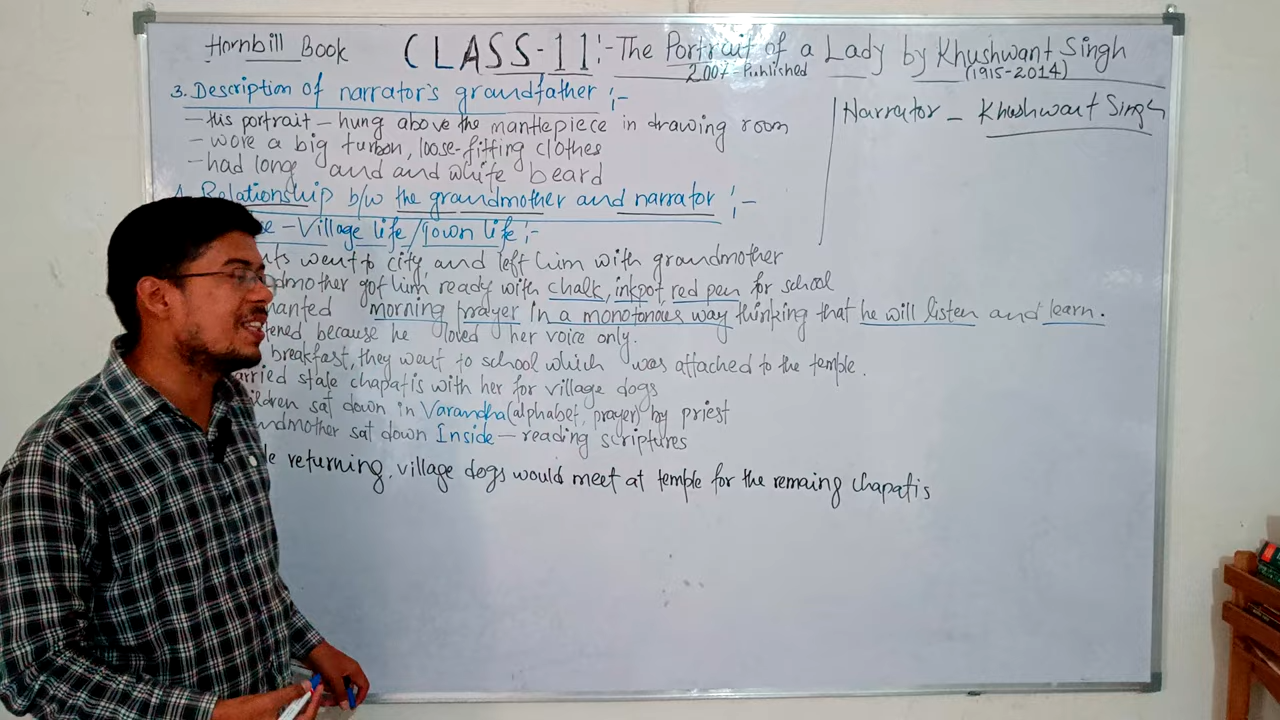 Hornbill Book CLASS-11:- The Portrait of a Lady by Khushwant Singh
2007-Published (1915-2014)
3. Description of narrator's grandfather :-
- His portrait - hung above the mantlepiece in drawing room
- wore a big turbon, loose-fitting clothes
- had long and and white beard
Narrator - Khushwant Singh
4. Relationship b/w the grandmother and narrator :-
- Village life/Town life :-
went to city, and left him with grandmother
got him ready with chalk, inkpot, red pen for school
morning prayer in a monotonous way thinking that he will listen and learn.
because he loved her voice only.
breakfast, they went to school which was attached to the temple.
stale chapatis with her for village dogs
sat down in Varandha (alphabet, prayer) by priest
sat down Inside - reading scriptures
returning, village dogs would meet at temple for the remaing chapatis